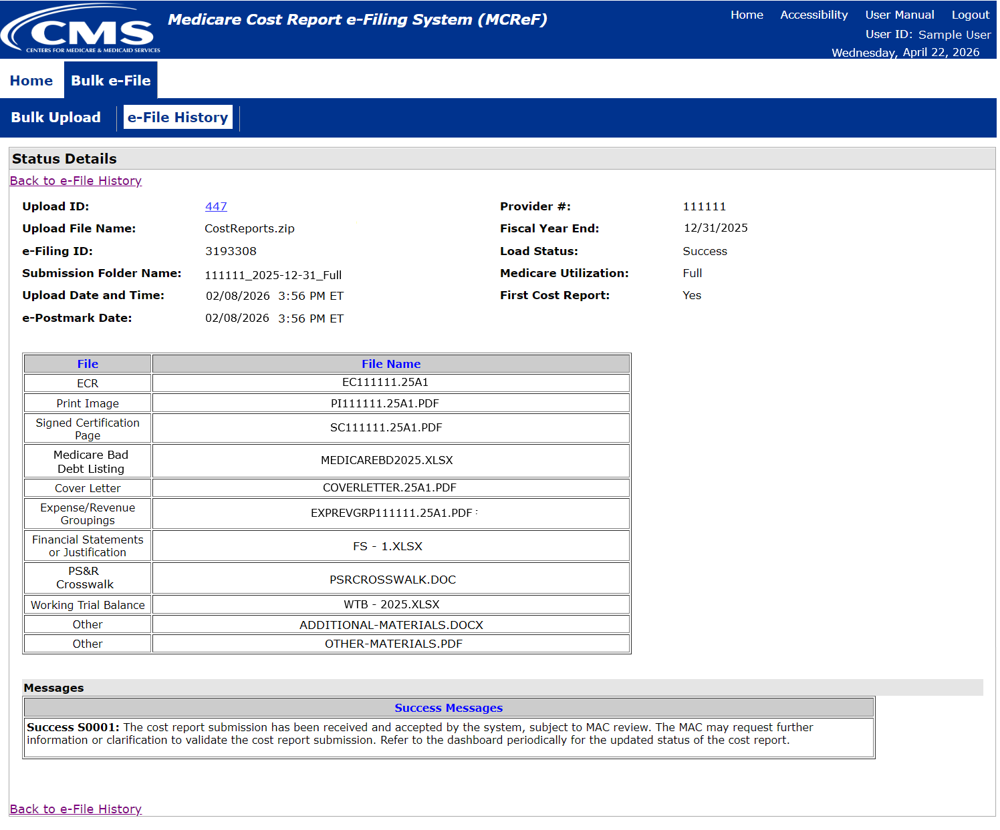 CMS
CENTERS FOR MEDICARE & MEDICAID SERVICES
Medicare Cost Report e-Filing System (MCReF)
Home Accessibility User Manual Logout
User ID: Sample User
Wednesday, April 22, 2026
Home Bulk e-File
Bulk Upload e-File History
Status Details
Back to e-File History
Upload ID: 447 Provider #: 111111
Upload File Name: CostReports.zip Fiscal Year End: 12/31/2025
e-Filing ID: 3193308 Load Status: Success
Submission Folder Name: 111111_2025-12-31_Full Medicare Utilization: Full
Upload Date and Time: 02/08/2026 3:56 PM ET First Cost Report: Yes
e-Postmark Date: 02/08/2026 3:56 PM ET
File File Name
ECR EC111111.25A1
Print Image PI111111.25A1.PDF
Signed Certification
Page SC111111.25A1.PDF
Medicare Bad
Debt Listing MEDICAREBD2025.XLSX
Cover Letter COVERLETTER.25A1.PDF
Expense/Revenue
Groupings EXPREVGRP111111.25A1.PDF :
Financial Statements
or Justification FS - 1.XLSX
PS&R
Crosswalk PSRCROSSWALK.DOC
Working Trial Balance WTB - 2025.XLSX
Other ADDITIONAL-MATERIALS.DOCX
Other OTHER-MATERIALS.PDF
Messages
Success Messages
Success S0001: The cost report submission has been received and accepted by the system, subject to MAC review. The MAC may request further
information or clarification to validate the cost report submission. Refer to the dashboard periodically for the updated status of the cost report.
Back to e-File History